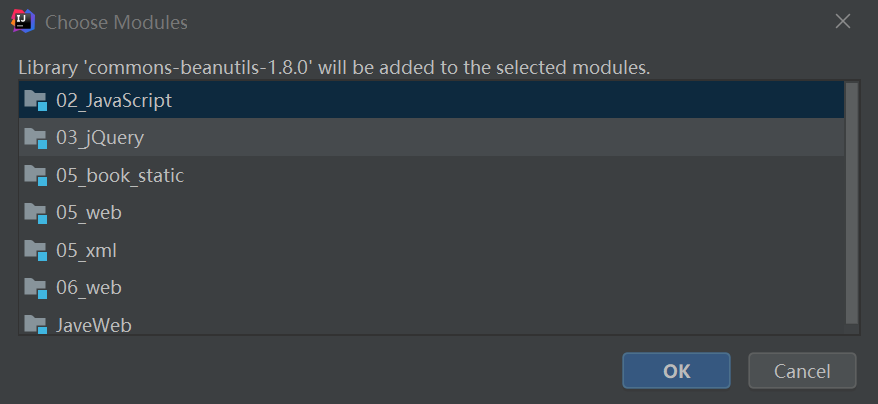 Choose Modules
Library 'commons-beanutils-1.8.0' will be added to the selected modules.
02_JavaScript
03_jQuery
05_book_static
05_web
05_xml
06_web
JaveWeb
OK
Cancel